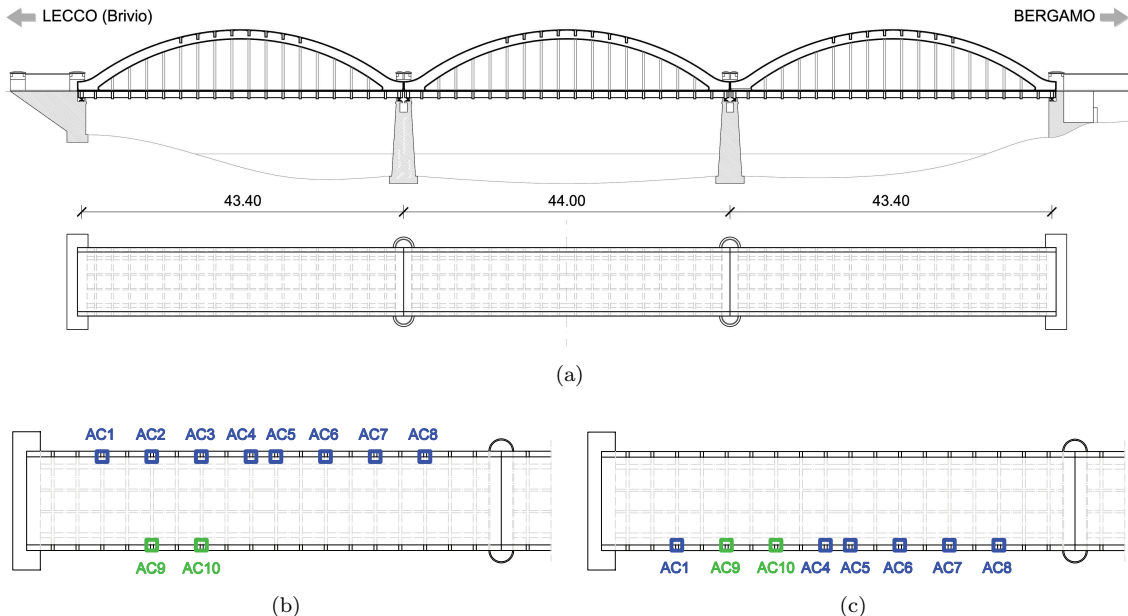 LECCO (Brivio) BERGAMO
43.40 44.00 43.40
(a)
AC1 AC2 AC3 AC4 AC5 AC6 AC7 AC8
AC9 AC10
(b)
AC1 AC9 AC10 AC4 AC5 AC6 AC7 AC8
(c)